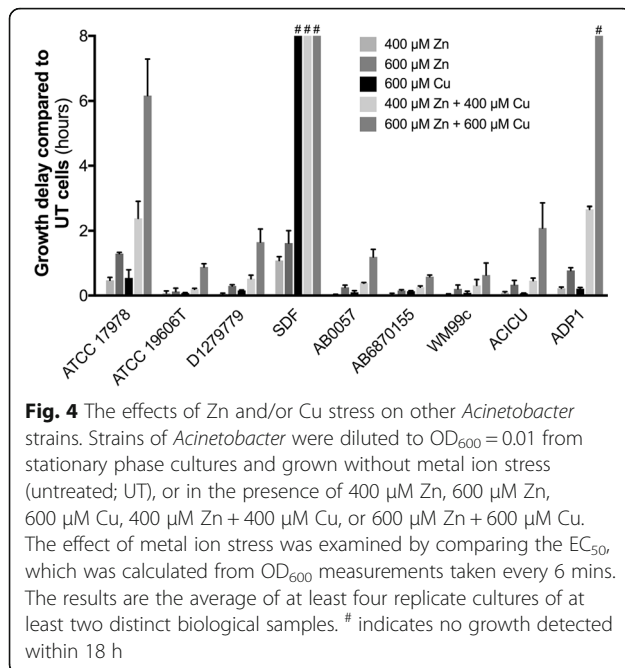 Growth delay compared to
UT cells (hours)
8
6
4
2
0
# # #
#
400 µM Zn
600 µM Zn
600 µM Cu
400 µM Zn + 400 µM Cu
600 µM Zn + 600 µM Cu
ATCC 17978
ATCC 19606T
D1279779
SDF
AB0057
AB6870155
WM99c
ACICU
ADP1
Fig. 4 The effects of Zn and/or Cu stress on other Acinetobacter
strains. Strains of Acinetobacter were diluted to OD600 = 0.01 from
stationary phase cultures and grown without metal ion stress
(untreated; UT), or in the presence of 400 µM Zn, 600 µM Zn,
600 µM Cu, 400 µM Zn + 400 µM Cu, or 600 µM Zn + 600 µM Cu.
The effect of metal ion stress was examined by comparing the EC50,
which was calculated from OD600 measurements taken every 6 mins.
The results are the average of at least four replicate cultures of at
least two distinct biological samples. # indicates no growth detected
within 18 h